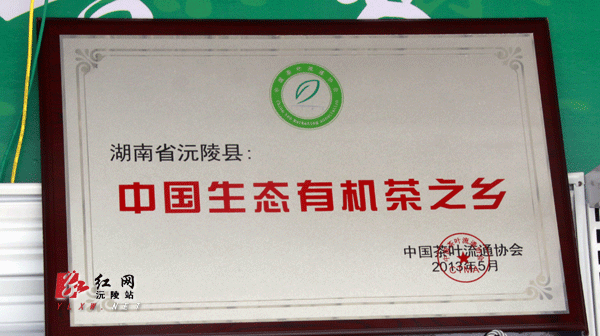 湖南省沅陵县：
中国生态有机茶之乡
中国茶叶流通协会
2013年5月
CTMA
红网
沅陵站